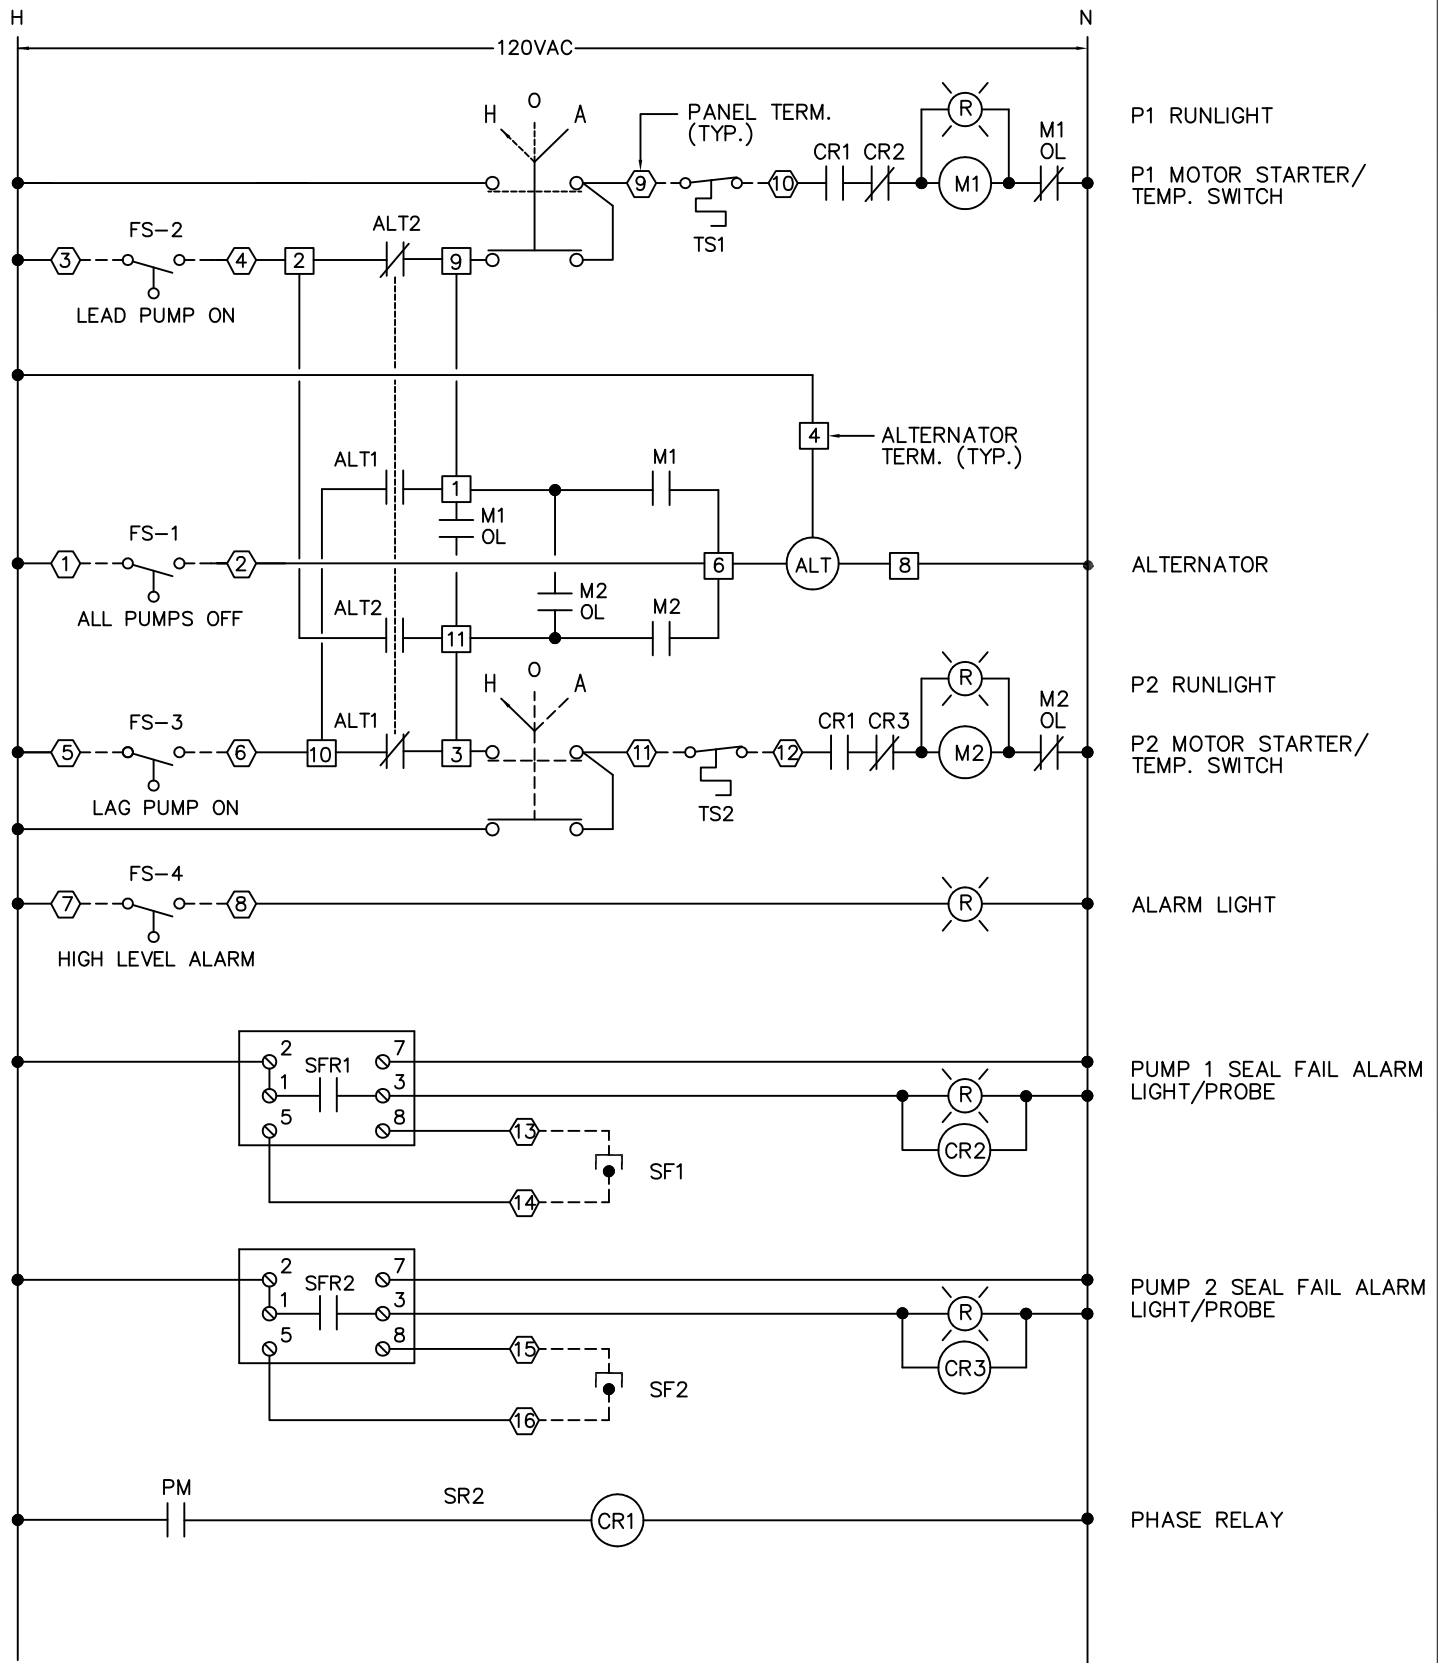 H
N
120VAC
H O A
PANEL TERM.
(TYP.)
R
P1 RUNLIGHT
M1
OL
9
TS1
10
CR1
CR2
M1
P1 MOTOR STARTER/
TEMP. SWITCH
FS-2
3
4
2
ALT2
9
LEAD PUMP ON
4
ALTERNATOR
TERM. (TYP.)
ALT1
1
M1
M1
OL
FS-1
1
2
6
ALT
8
ALTERNATOR
ALL PUMPS OFF
M2
OL
ALT2
11
M2
H O A
R
P2 RUNLIGHT
M2
OL
FS-3
5
6
10
ALT1
3
11
TS2
12
CR1
CR3
M2
P2 MOTOR STARTER/
TEMP. SWITCH
LAG PUMP ON
FS-4
7
8
R
ALARM LIGHT
HIGH LEVEL ALARM
2
7
SFR1
1
3
5
8
R
CR2
PUMP 1 SEAL FAIL ALARM
LIGHT/PROBE
13
SF1
14
2
7
SFR2
1
3
5
8
R
CR3
PUMP 2 SEAL FAIL ALARM
LIGHT/PROBE
15
SF2
16
PM
SR2
CR1
PHASE RELAY